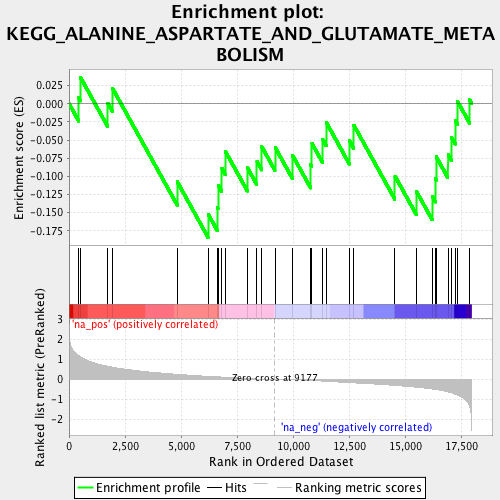 Enrichment plot:
KEGG_ALANINE_ASPARTATE_AND_GLUTAMATE_META
BOLISM
Enrichment score (ES)
0.025
0.000
-0.025
-0.050
-0.075
-0.100
-0.125
-0.150
-0.175
'na_pos' (positively correlated)
Ranked list metric (PreRanked)
3
2
1
0
-1
-2
Zero cross at 9177
'na_neg' (negatively correlated)
0
2,500
5,000
7,500
10,000
12,500
15,000
17,500
Rank in Ordered Dataset
Enrichment profile
Hits
Ranking metric scores